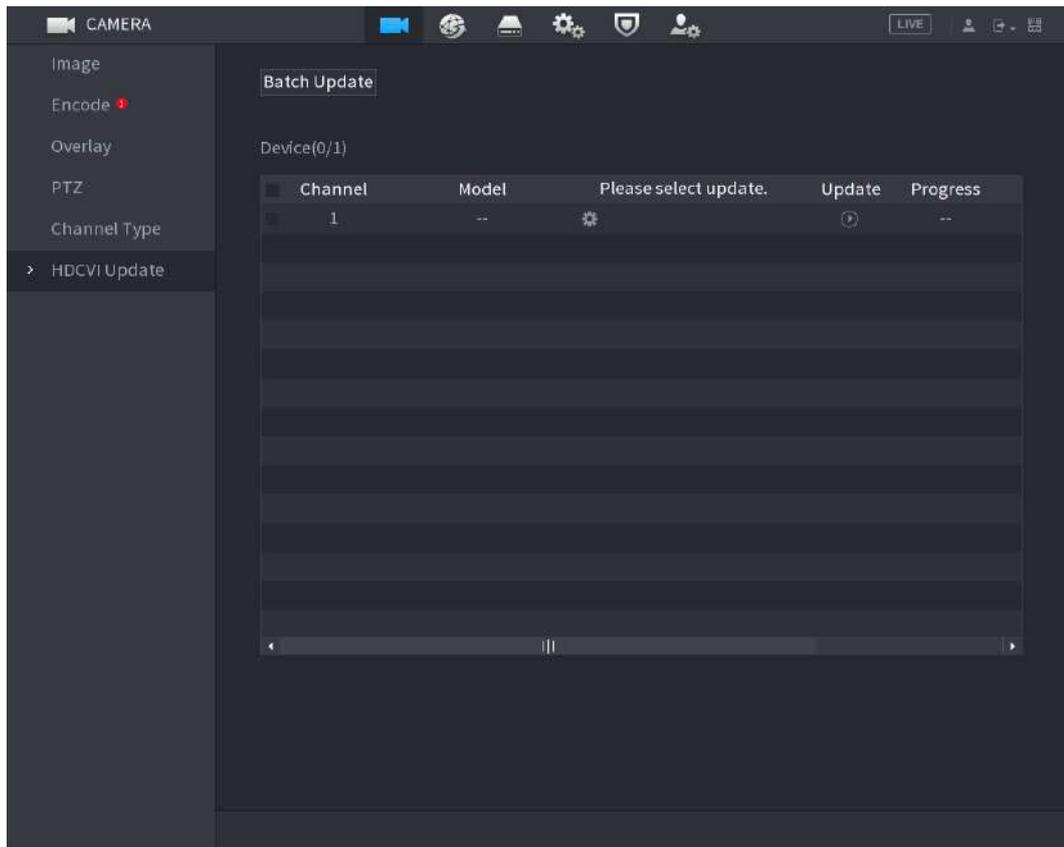 CAMERA LIVE
Image
Encode 1
Overlay
PTZ
Channel Type
HDCVI Update
Batch Update
Device(0/1)
Channel Model Please select update. Update Progress
1 -- --